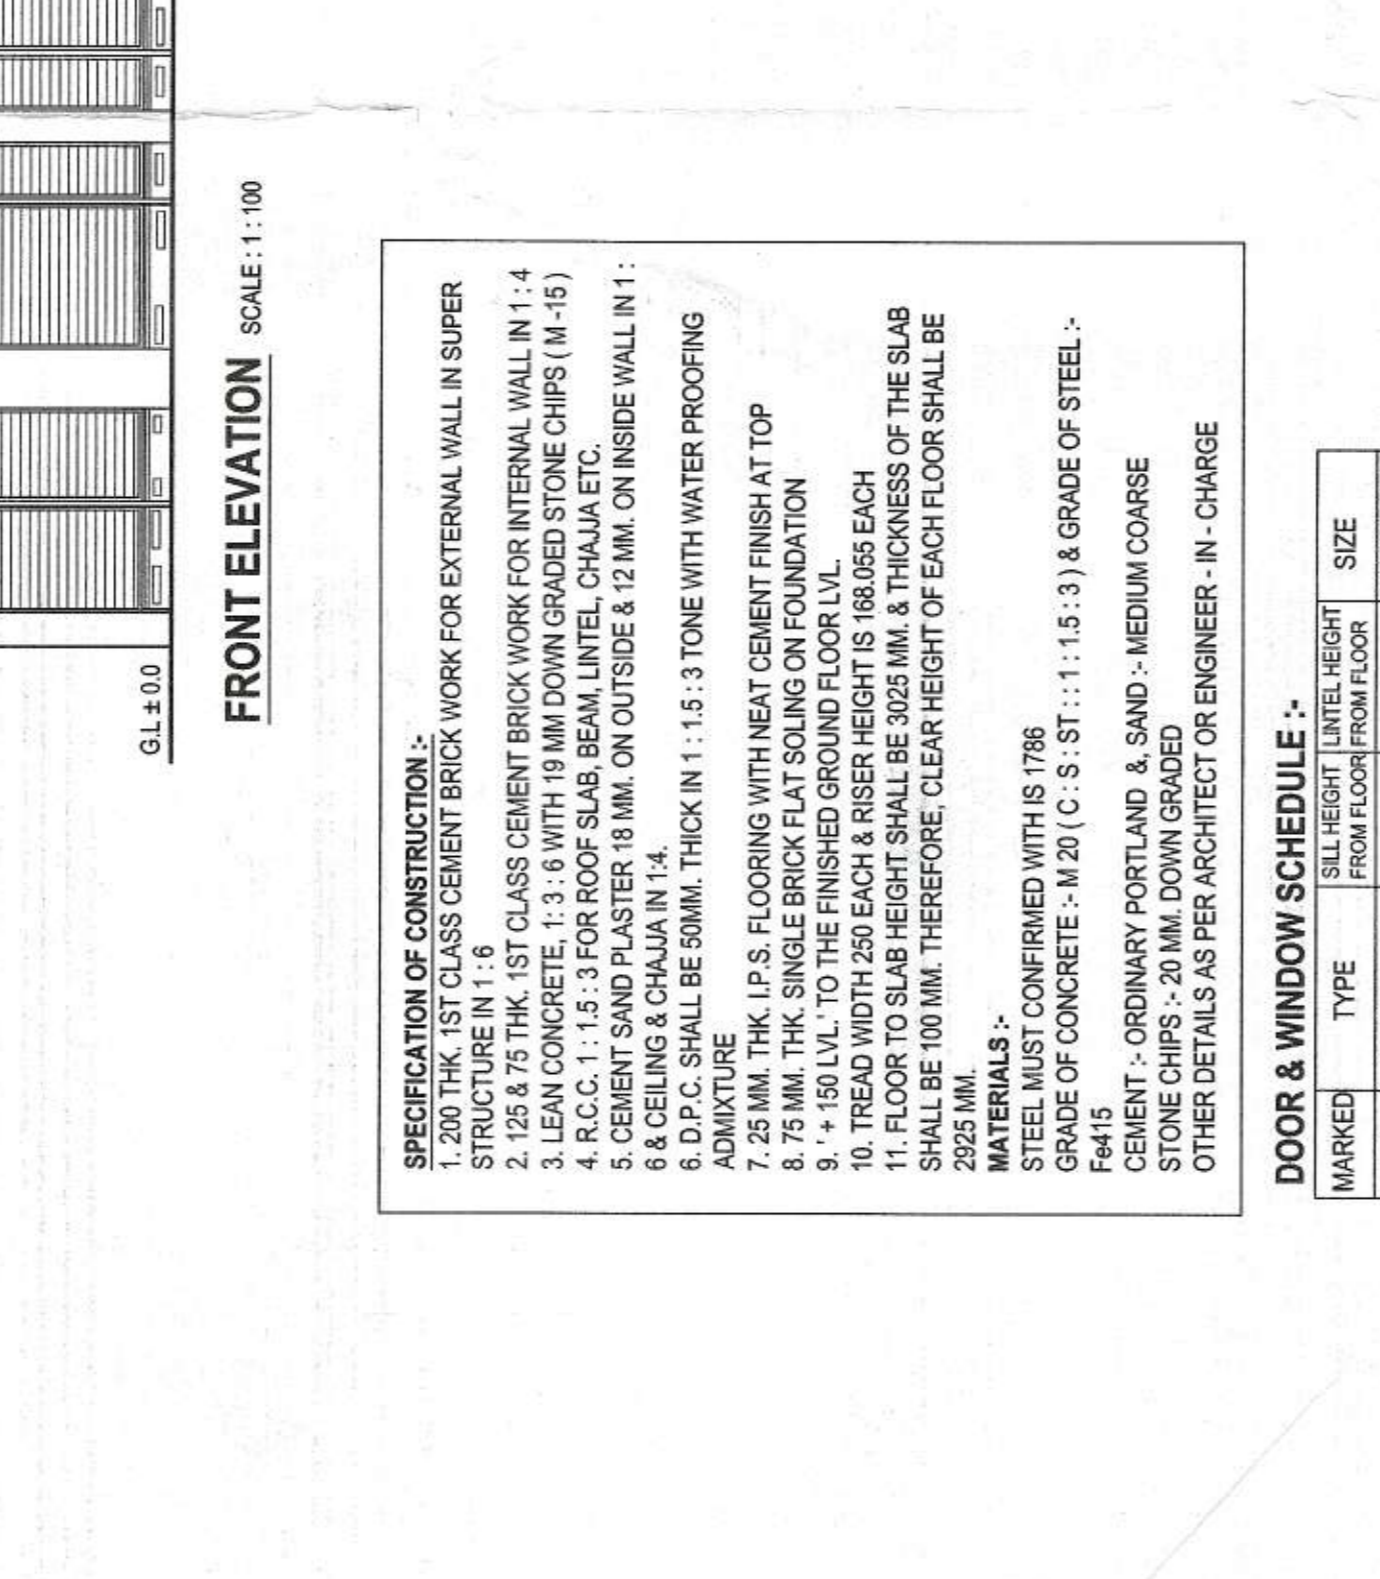 G.L ± 0.0
FRONT ELEVATION SCALE : 1 : 100
SPECIFICATION OF CONSTRUCTION :-
1. 200 THK. 1ST CLASS CEMENT BRICK WORK FOR EXTERNAL WALL IN SUPER
STRUCTURE IN 1 : 6
2. 125 & 75 THK. 1ST CLASS CEMENT BRICK WORK FOR INTERNAL WALL IN 1 : 4
3. LEAN CONCRETE, 1: 3 : 6 WITH 19 MM DOWN GRADED STONE CHIPS ( M -15 )
4. R.C.C. 1 : 1.5 : 3 FOR ROOF SLAB, BEAM, LINTEL, CHAJJA ETC.
5. CEMENT SAND PLASTER 18 MM. ON OUTSIDE & 12 MM. ON INSIDE WALL IN 1 :
6 & CEILING & CHAJJA IN 1:4.
6. D.P.C. SHALL BE 50MM. THICK IN 1 : 1.5 : 3 TONE WITH WATER PROOFING
ADMIXTURE
7. 25 MM. THK. I.P.S. FLOORING WITH NEAT CEMENT FINISH AT TOP
8. 75 MM. THK. SINGLE BRICK FLAT SOLING ON FOUNDATION
9. ' + 150 LVL.' TO THE FINISHED GROUND FLOOR LVL.
10. TREAD WIDTH 250 EACH & RISER HEIGHT IS 168.055 EACH
11. FLOOR TO SLAB HEIGHT SHALL BE 3025 MM. & THICKNESS OF THE SLAB
SHALL BE 100 MM. THEREFORE, CLEAR HEIGHT OF EACH FLOOR SHALL BE
2925 MM.
MATERIALS :-
STEEL MUST CONFIRMED WITH IS 1786
GRADE OF CONCRETE :- M 20 ( C : S : ST : : 1 : 1.5 : 3 ) & GRADE OF STEEL :-
Fe415
CEMENT :- ORDINARY PORTLAND &, SAND :- MEDIUM COARSE
STONE CHIPS :- 20 MM. DOWN GRADED
OTHER DETAILS AS PER ARCHITECT OR ENGINEER - IN - CHARGE
DOOR & WINDOW SCHEDULE :-
MARKED TYPE SILL HEIGHT FROM FLOOR LINTEL HEIGHT FROM FLOOR SIZE